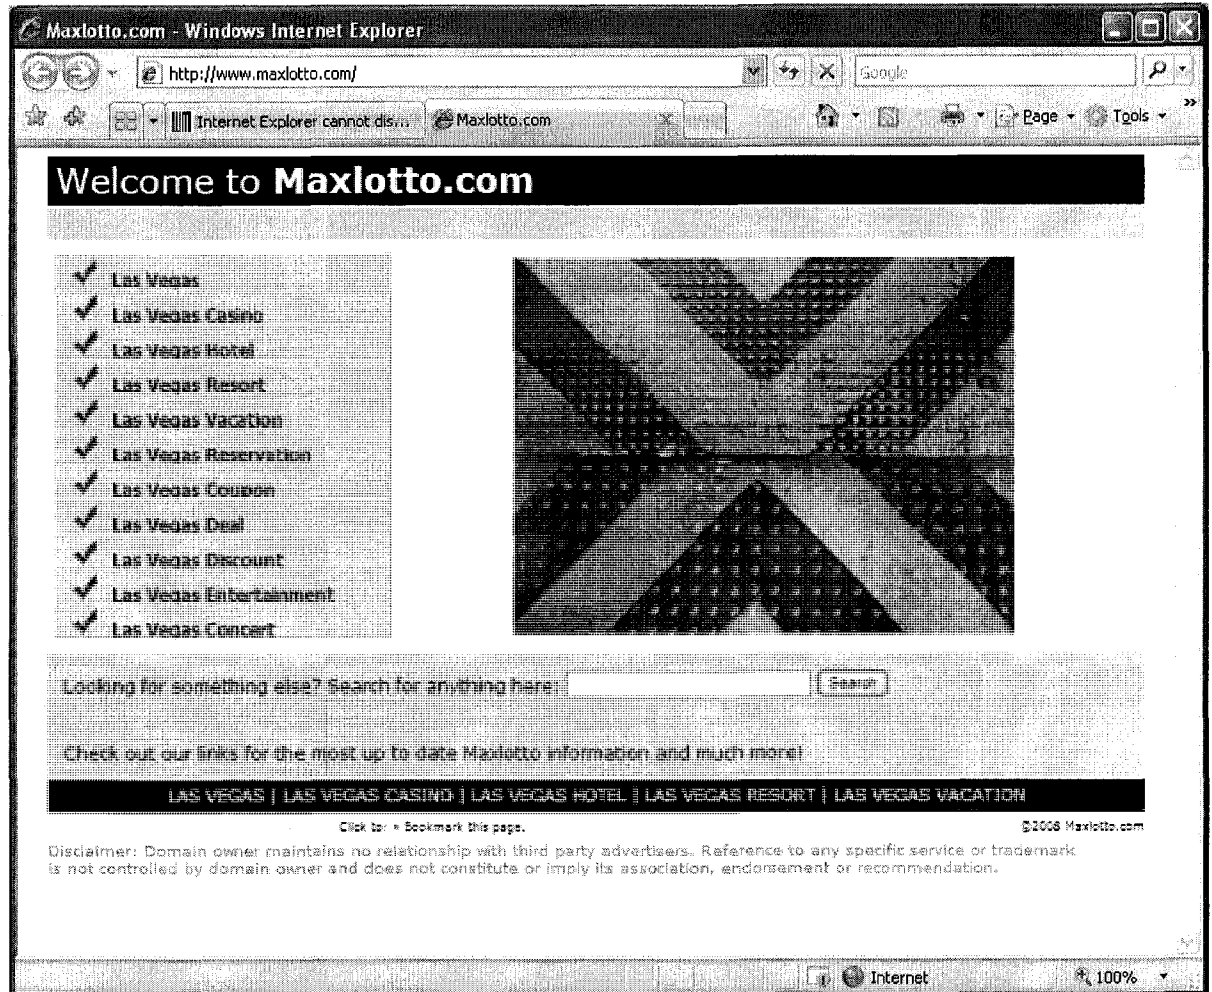 Maxlotto.com - Windows Internet Explorer
http://www.maxlotto.com/
Google
Internet Explorer cannot dis...
Maxlotto.com
Page
Tools
»
Welcome to Maxlotto.com
Las Vegas
Las Vegas Casino
Las Vegas Hotel
Las Vegas Resort
Las Vegas Vacation
Las Vegas Reservation
Las Vegas Coupon
Las Vegas Deal
Las Vegas Discount
Las Vegas Entertainment
Las Vegas Concert
Looking for something else? Search for anything here:
Search
Check out our links for the most up to date Maxlotto information and much more!
LAS VEGAS | LAS VEGAS CASINO | LAS VEGAS HOTEL | LAS VEGAS RESORT | LAS VEGAS VACATION
Click to: » Bookmark this page.
©2008 Maxlotto.com
Disclaimer: Domain owner maintains no relationship with third party advertisers. Reference to any specific service or trademark
is not controlled by domain owner and does not constitute or imply its association, endorsement or recommendation.
Internet
100%